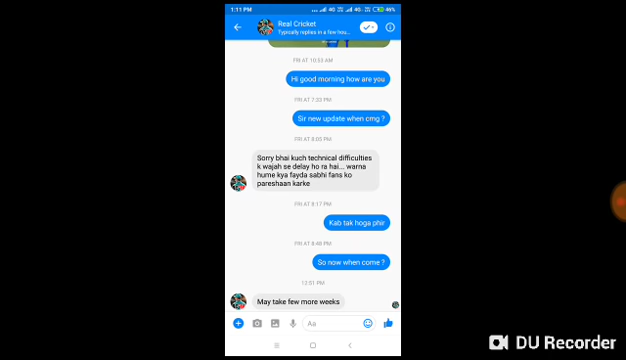 1:11 PM
4G
4G
46%
Real Cricket
Typically replies in a few hou...
FRI AT 10:53 AM
Hi good morning how are you
FRI AT 7:33 PM
Sir new update when cmg ?
FRI AT 8:05 PM
Sorry bhai kuch technical difficulties
k wajah se delay ho ra hai... warna
hume kya fayda sabhi fans ko
pareshaan karke
FRI AT 8:17 PM
Kab tak hoga phir
FRI AT 8:48 PM
So now when come ?
12:01 PM
May take few more weeks
Aa
DU Recorder